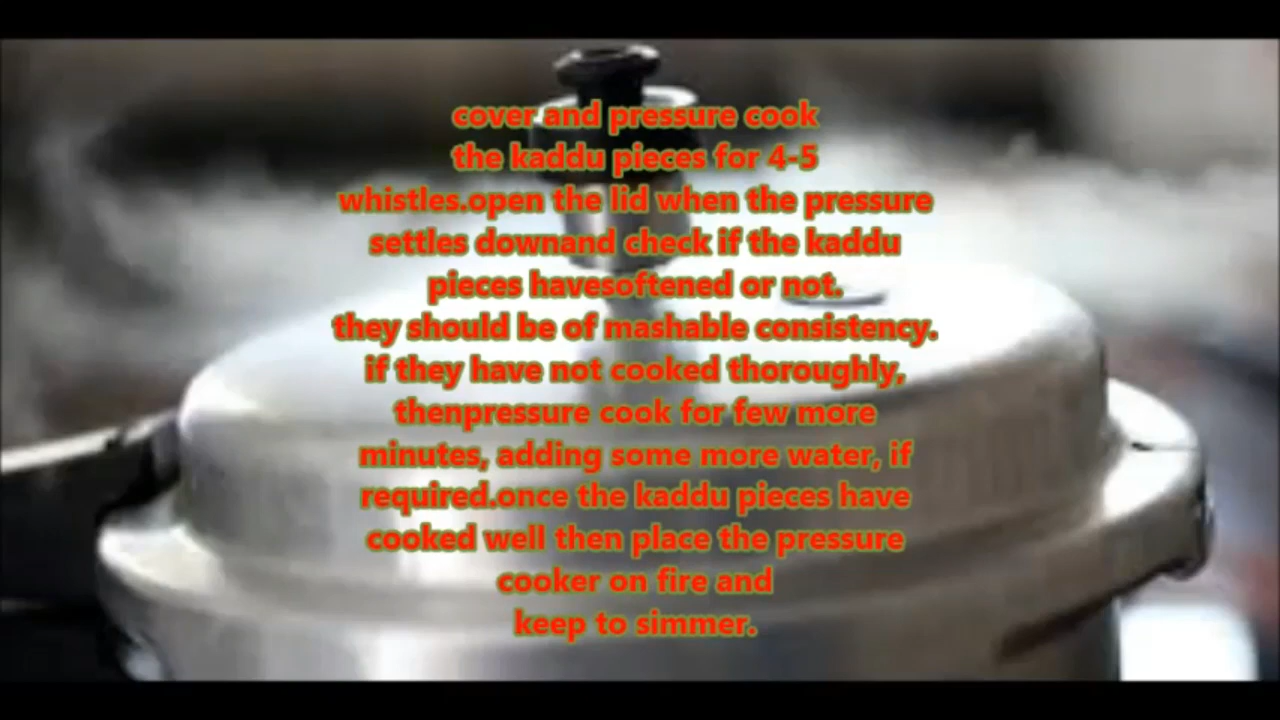 cover and pressure cook
the kaddu pieces for 4-5
whistles.open the lid when the pressure
settles downand check if the kaddu
pieces havesoftened or not.
they should be of mashable consistency.
if they have not cooked thoroughly,
thenpressure cook for few more
minutes, adding some more water, if
required.once the kaddu pieces have
cooked well then place the pressure
cooker on fire and
keep to simmer.